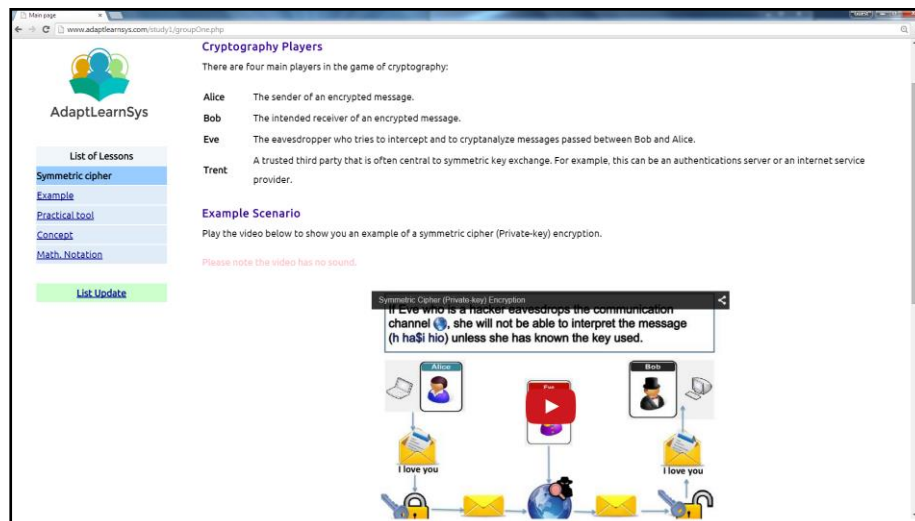 Main page
www.adaptlearnsys.com/study1/groupOne.php
AdaptLearnSys
List of Lessons
Symmetric cipher
Example
Practical tool
Concept
Math. Notation
List Update
Cryptography Players
There are four main players in the game of cryptography:
Alice The sender of an encrypted message.
Bob The intended receiver of an encrypted message.
Eve The eavesdropper who tries to intercept and to cryptanalyze messages passed between Bob and Alice.
Trent A trusted third party that is often central to symmetric key exchange. For example, this can be an authentications server or an internet service
provider.
Example Scenario
Play the video below to show you an example of a symmetric cipher (Private-key) encryption.
Please note the video has no sound.
Symmetric Cipher (Private-key) Encryption
If Eve who is a hacker eavesdrops the communication
channel , she will not be able to interpret the message
(h ha$i hio) unless she has known the key used.
Alice
Eve
Bob
I love you
I love you